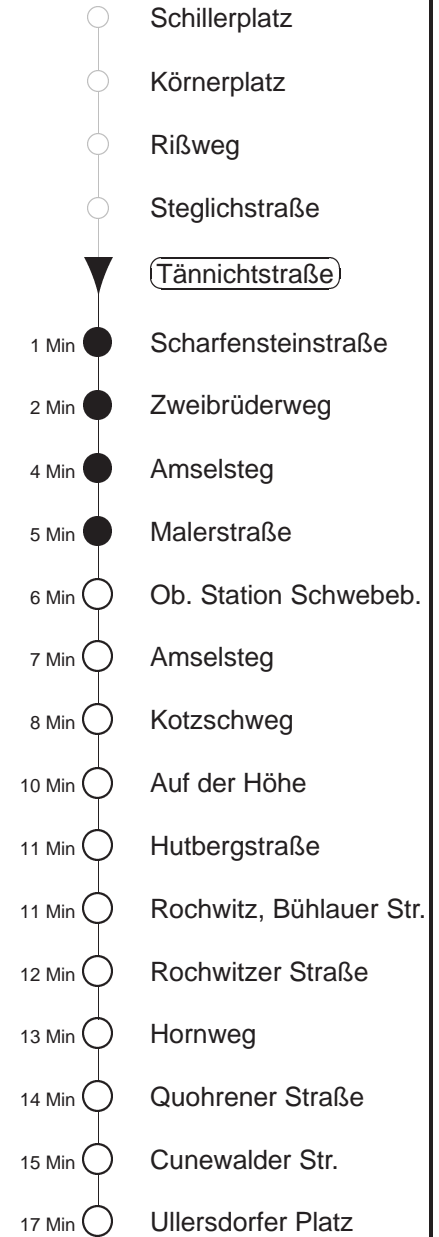 Schillerplatz
Körnerplatz
Rißweg
Steglichstraße
Tännichtstraße
1 Min Scharfensteinstraße
2 Min Zweibrüderweg
4 Min Amselsteg
5 Min Malerstraße
6 Min Ob. Station Schwebeb.
7 Min Amselsteg
8 Min Kotzschweg
10 Min Auf der Höhe
11 Min Hutbergstraße
11 Min Rochwitz, Bühlauer Str.
12 Min Rochwitzer Straße
13 Min Hornweg
14 Min Quohrener Straße
15 Min Cunewalder Str.
17 Min Ullersdorfer Platz